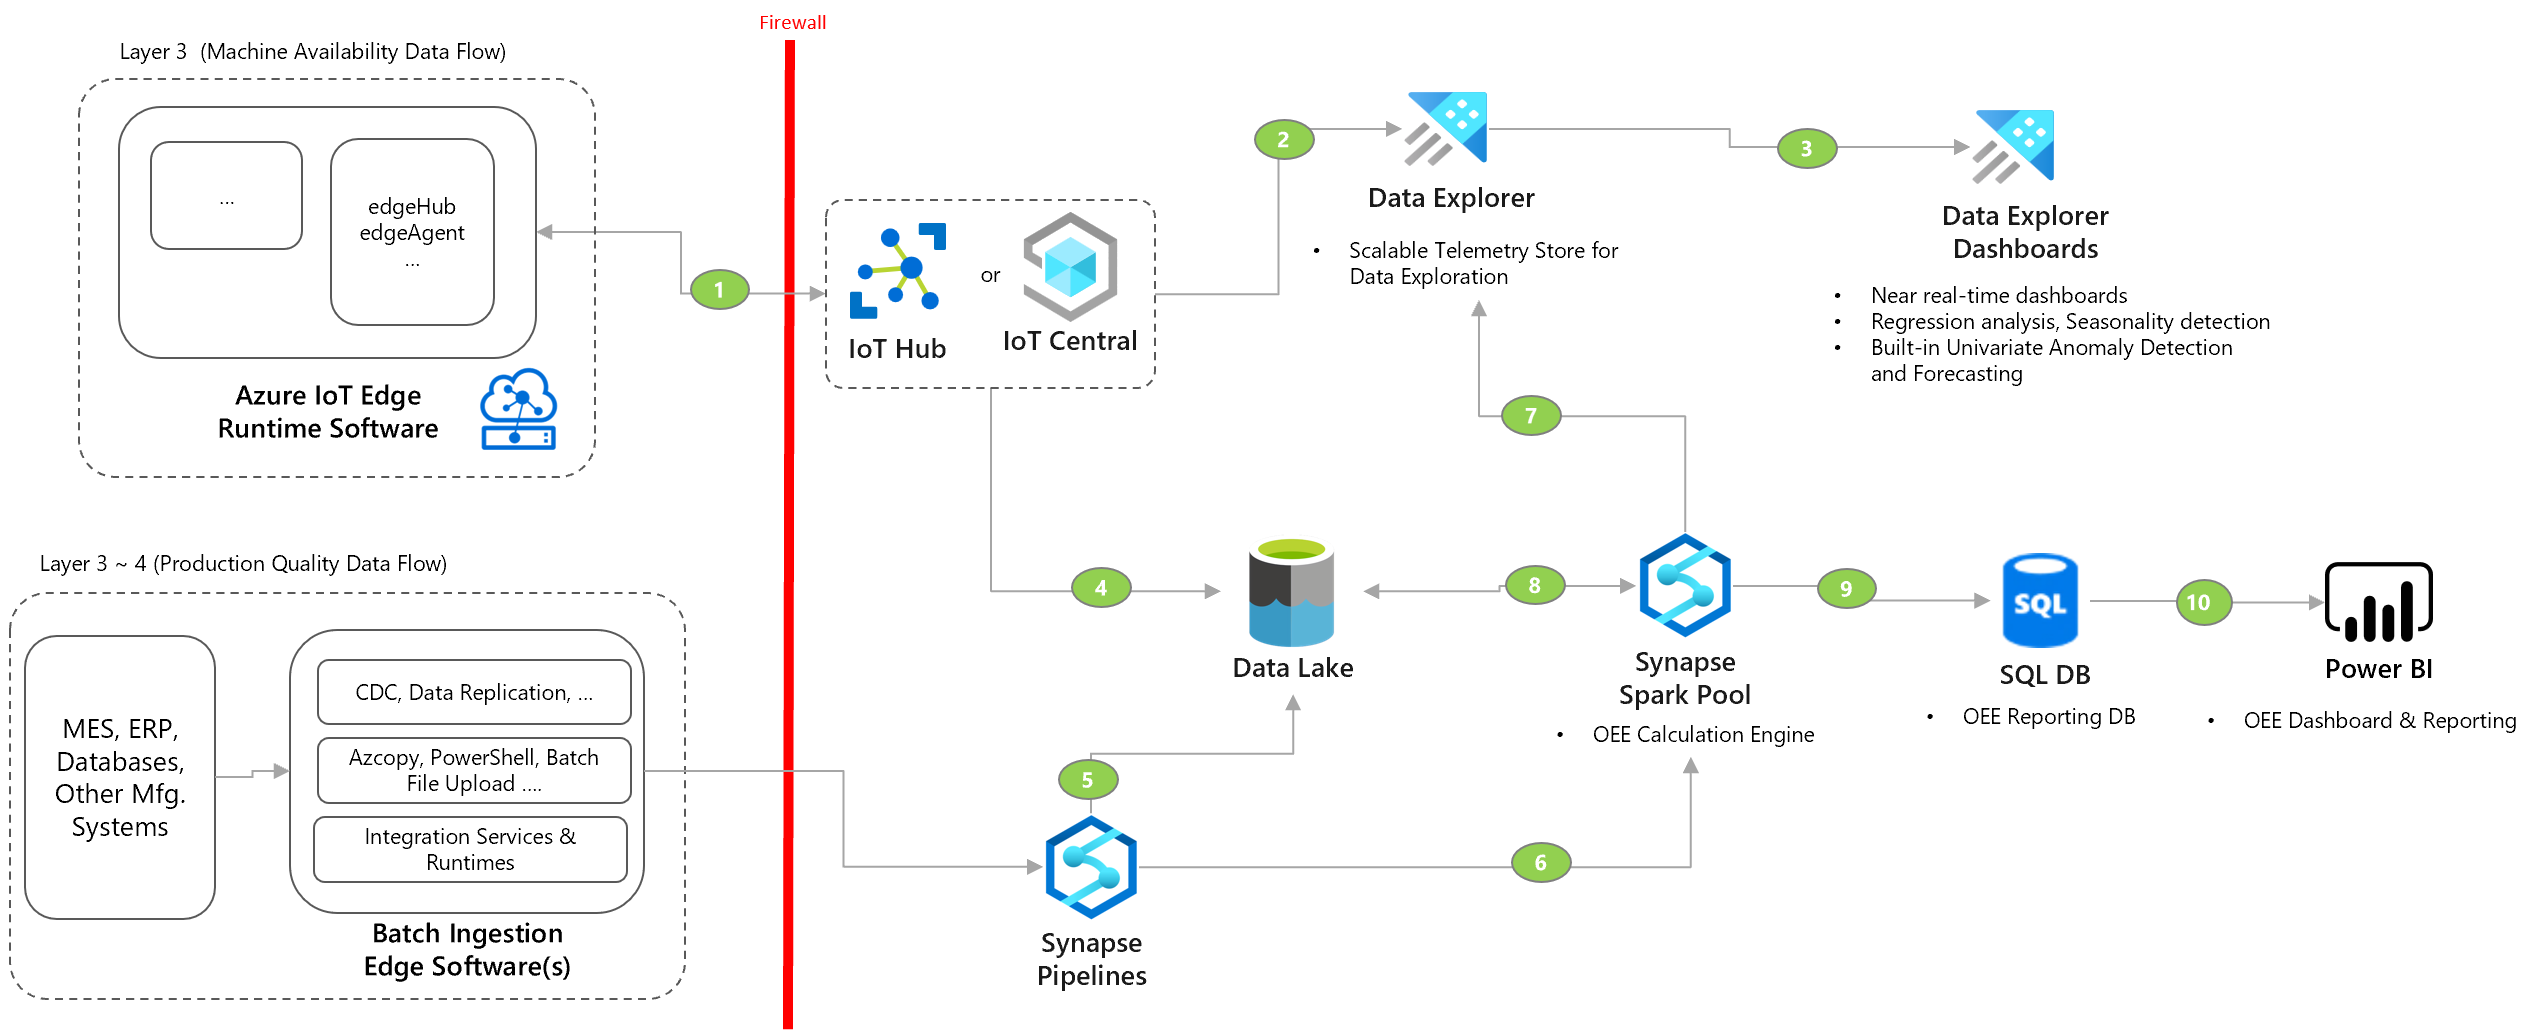 Firewall
Layer 3  (Machine Availability Data Flow)
...
edgeHub
edgeAgent
...
Azure IoT Edge
Runtime Software
1
IoT Hub
or
IoT Central
2
Data Explorer
• Scalable Telemetry Store for
Data Exploration
3
Data Explorer
Dashboards
• Near real-time dashboards
• Regression analysis, Seasonality detection
• Built-in Univariate Anomaly Detection
and Forecasting
7
Layer 3 ~ 4 (Production Quality Data Flow)
MES, ERP,
Databases,
Other Mfg.
Systems
CDC, Data Replication, ...
Azcopy, PowerShell, Batch
File Upload ....
Integration Services &
Runtimes
Batch Ingestion
Edge Software(s)
4
Data Lake
8
Synapse
Spark Pool
• OEE Calculation Engine
9
SQL
SQL DB
• OEE Reporting DB
10
Power BI
• OEE Dashboard & Reporting
5
Synapse
Pipelines
6